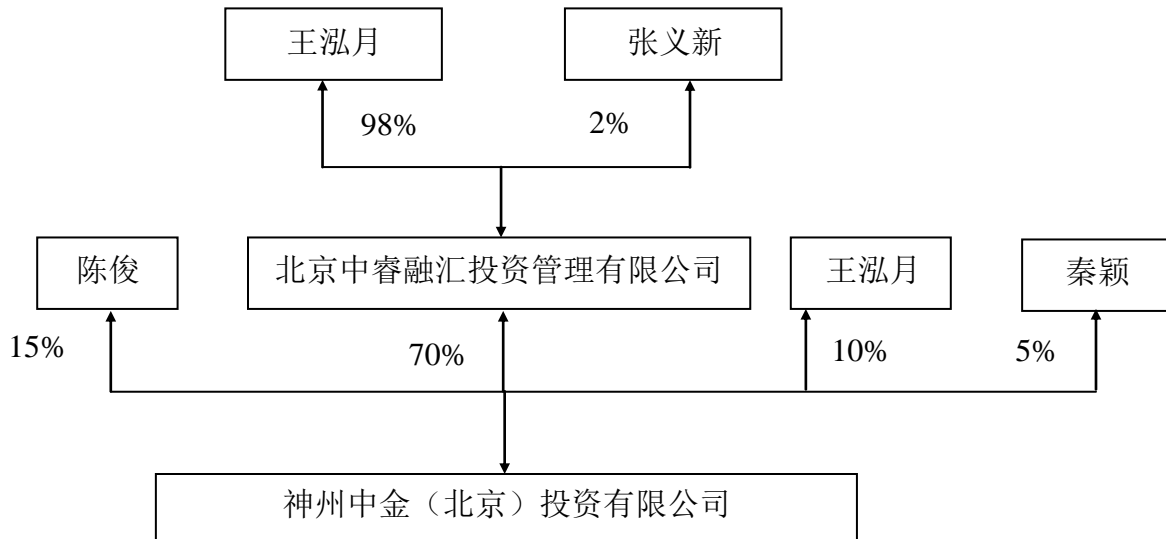 王泓月
张义新
98%
2%
陈俊
北京中睿融汇投资管理有限公司
王泓月
秦颖
15%
70%
10%
5%
神州中金（北京）投资有限公司